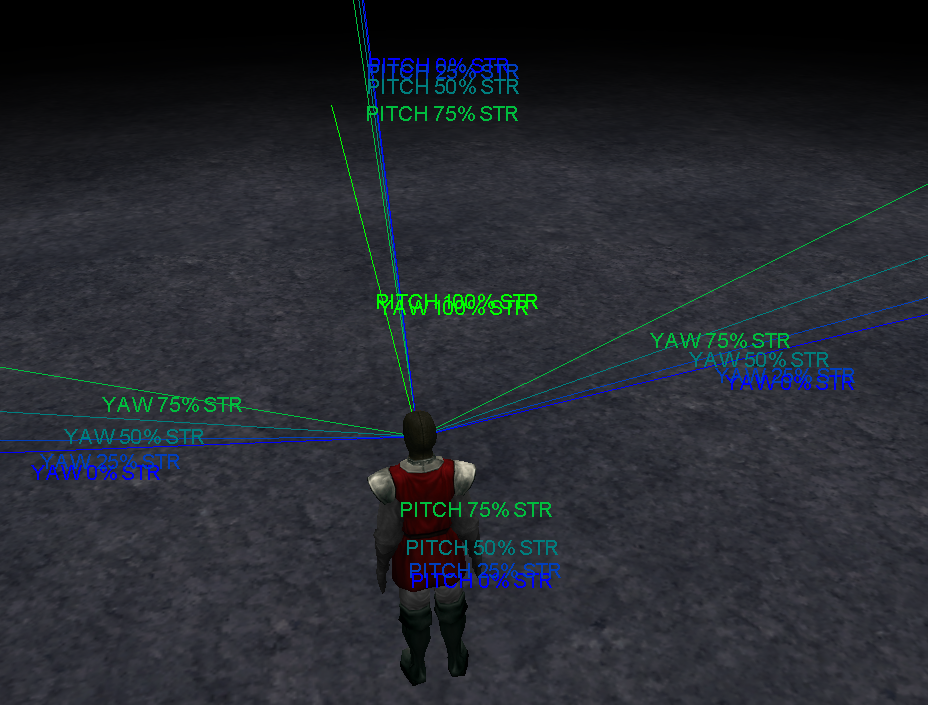 PITCH 0% STR
PITCH 25% STR
PITCH 50% STR
PITCH 75% STR
PITCH 100% STR
YAW 100% STR
YAW 75% STR
YAW 50% STR
YAW 25% STR
YAW 0% STR
YAW 75% STR
YAW 50% STR
YAW 25% STR
YAW 0% STR
PITCH 75% STR
PITCH 50% STR
PITCH 25% STR
PITCH 0% STR